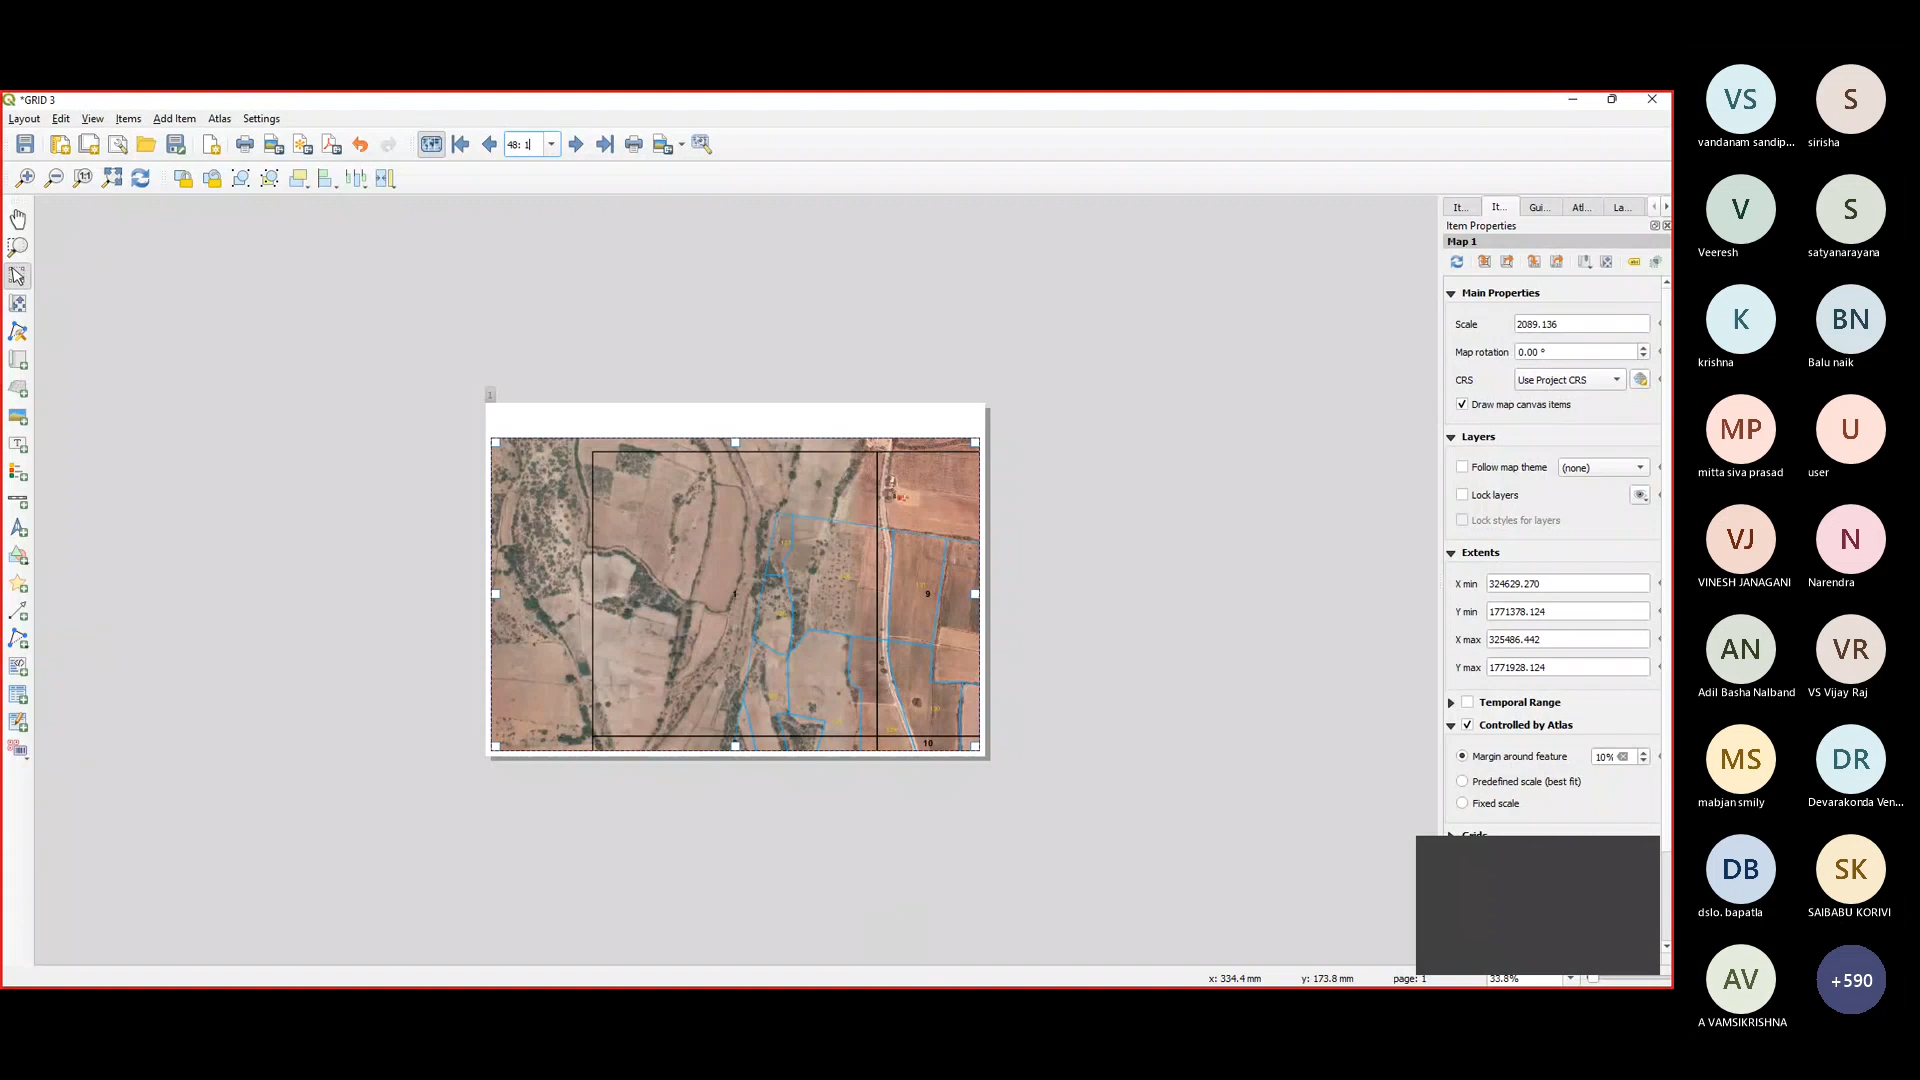 *GRID 3
Layout Edit View Items Add Item Atlas Settings
48: 1
It... It... Gui... Atl... La...
Item Properties
Map 1
Main Properties
Scale 2089.136
Map rotation 0.00 °
CRS Use Project CRS
Draw map canvas items
Layers
Follow map theme (none)
Lock layers
Lock styles for layers
Extents
X min 324629.270
Y min 1771378.124
X max 325486.442
Y max 1771928.124
Temporal Range
Controlled by Atlas
Margin around feature 10%
Predefined scale (best fit)
Fixed scale
1
1
9
10
x: 334.4 mm y: 173.8 mm page: 1 33.8%
VS S
vandanam sandip... sirisha
V S
Veeresh satyanarayana
K BN
krishna Balu naik
MP U
mitta siva prasad user
VJ N
VINESH JANAGANI Narendra
AN VR
Adil Basha Nalband VS Vijay Raj
MS DR
mabjan smily Devarakonda Ven...
DB SK
dslo. bapatla SAIBABU KORIVI
AV +590
A VAMSIKRISHNA